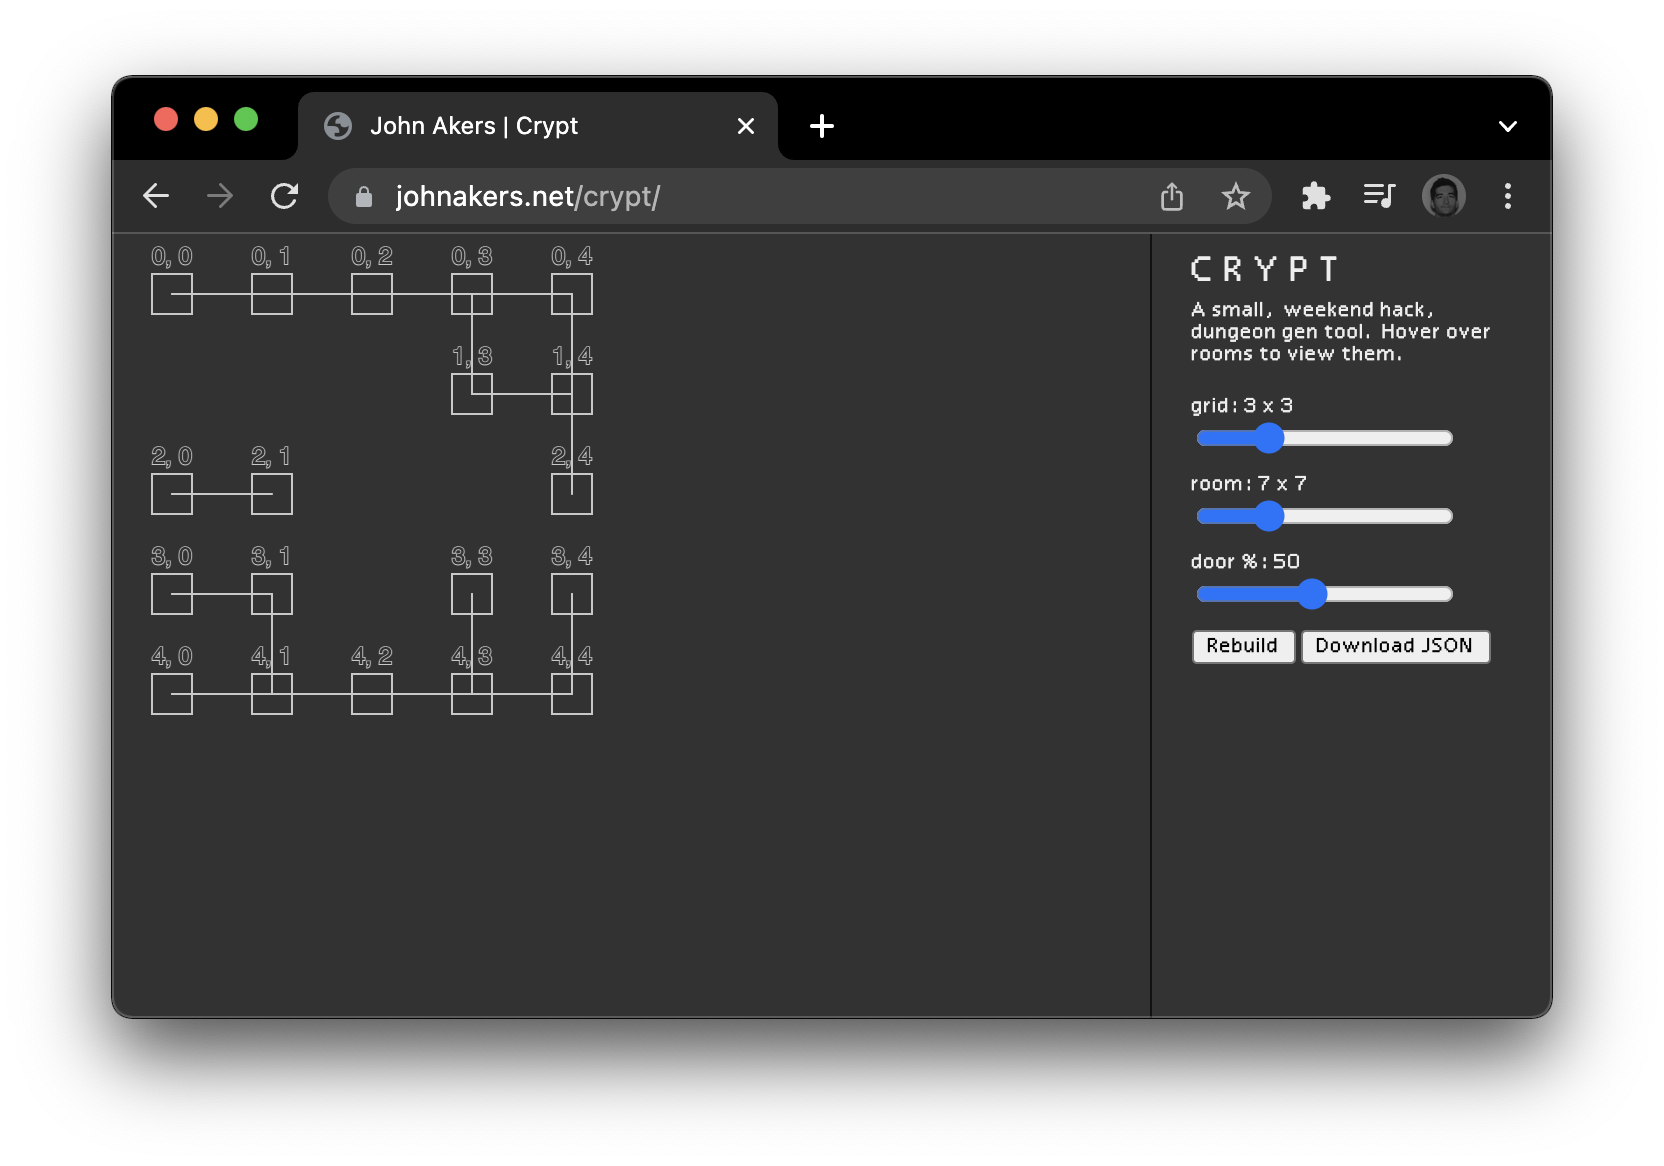 John Akers | Crypt
johnakers.net/crypt/
0, 0 0, 1 0, 2 0, 3 0, 4
1, 3 1, 4
2, 0 2, 1 2, 4
3, 0 3, 1 3, 3 3, 4
4, 0 4, 1 4, 2 4, 3 4, 4
CRYPT
A small, weekend hack,
dungeon gen tool. Hover over
rooms to view them.
grid: 3 x 3
room: 7 x 7
door %: 50
Rebuild Download JSON